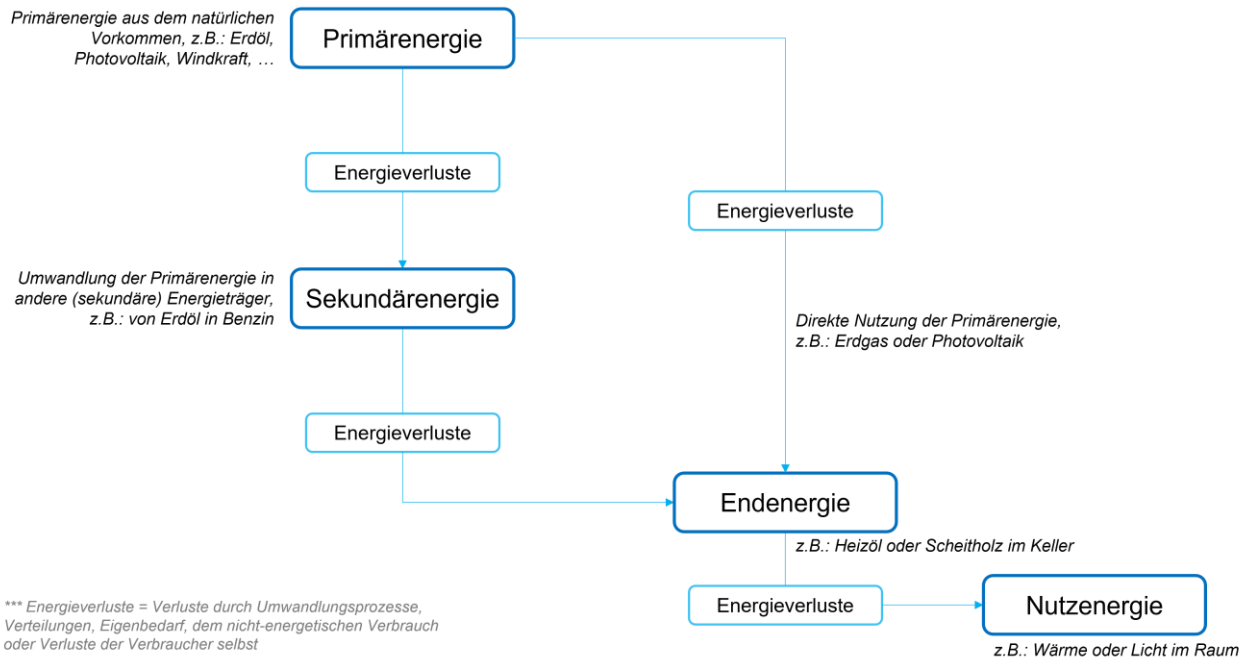 Primärenergie aus dem natürlichen
Vorkommen, z.B.: Erdöl,
Photovoltaik, Windkraft, …
Primärenergie
Energieverluste
Energieverluste
Umwandlung der Primärenergie in
andere (sekundäre) Energieträger,
z.B.: von Erdöl in Benzin
Sekundärenergie
Direkte Nutzung der Primärenergie,
z.B.: Erdgas oder Photovoltaik
Energieverluste
Endenergie
z.B.: Heizöl oder Scheitholz im Keller
Energieverluste
Nutzenergie
z.B.: Wärme oder Licht im Raum
*** Energieverluste = Verluste durch Umwandlungsprozesse,
Verteilungen, Eigenbedarf, dem nicht-energetischen Verbrauch
oder Verluste der Verbraucher selbst